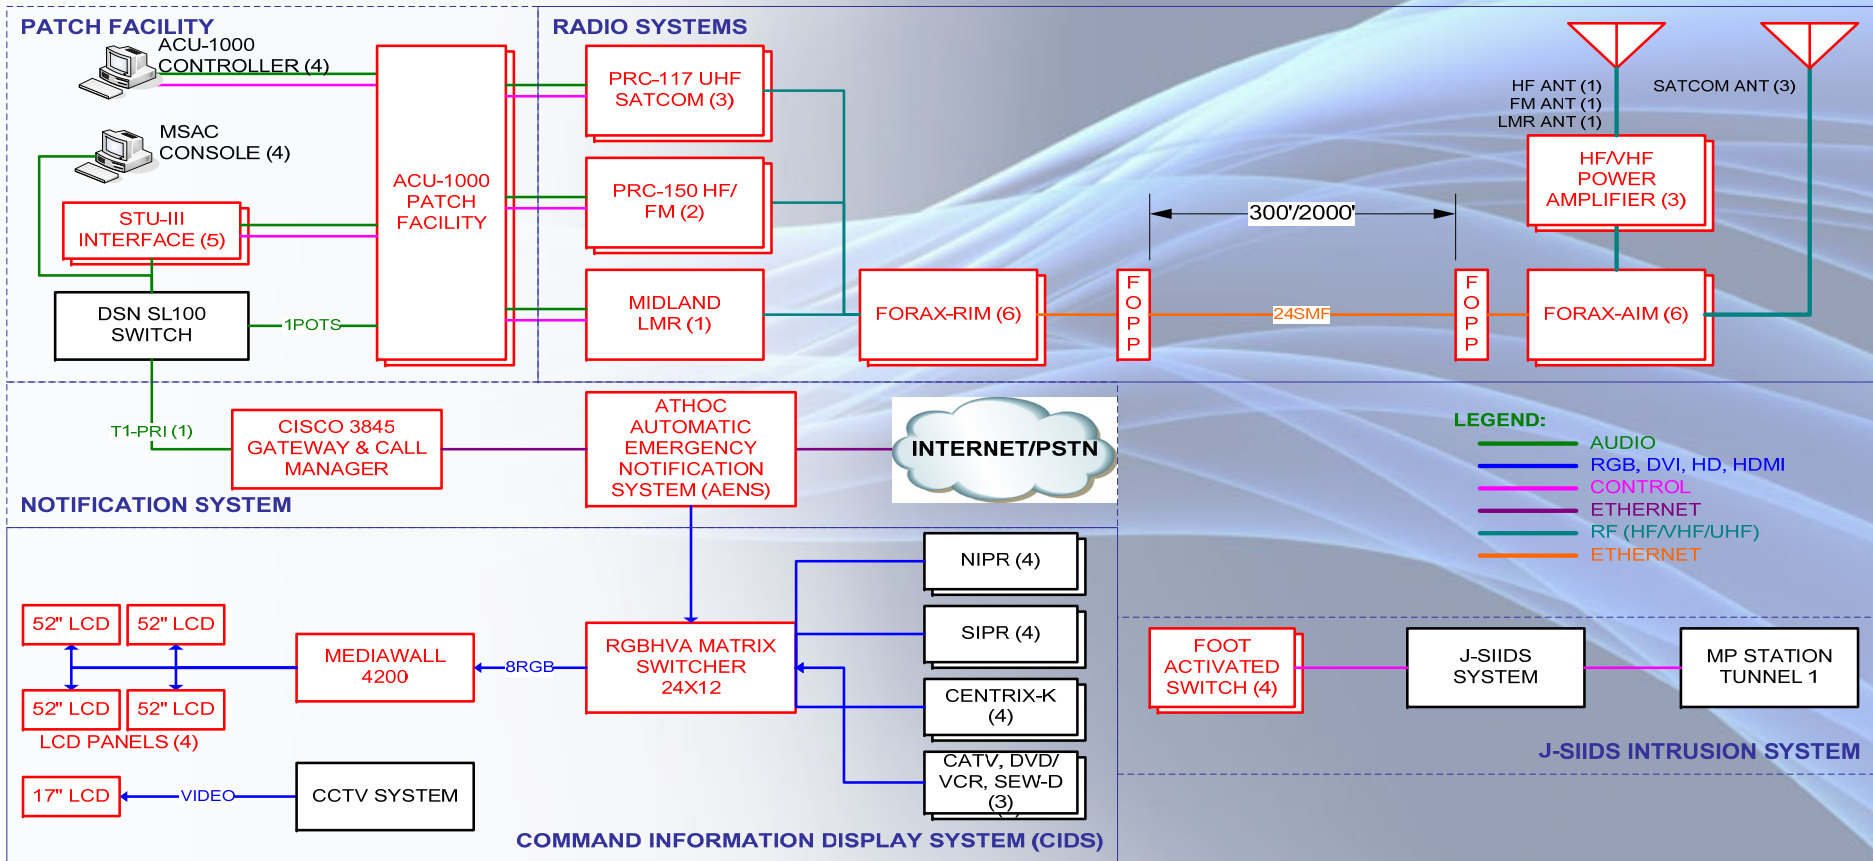 PATCH FACILITY
ACU-1000
CONTROLLER (4)
MSAC
CONSOLE (4)
STU-III
INTERFACE (5)
DSN SL100
SWITCH
1POTS
ACU-1000
PATCH
FACILITY
RADIO SYSTEMS
PRC-117 UHF
SATCOM (3)
PRC-150 HF/
FM (2)
MIDLAND
LMR (1)
FORAX-RIM (6)
FOPP
300'/2000'
24SMF
FOPP
HF ANT (1)
FM ANT (1)
LMR ANT (1)
SATCOM ANT (3)
HF/VHF
POWER
AMPLIFIER (3)
FORAX-AIM (6)
T1-PRI (1)
CISCO 3845
GATEWAY & CALL
MANAGER
ATHOC
AUTOMATIC
EMERGENCY
NOTIFICATION
SYSTEM (AENS)
INTERNET/PSTN
NOTIFICATION SYSTEM
LEGEND:
AUDIO
RGB, DVI, HD, HDMI
CONTROL
ETHERNET
RF (HF/VHF/UHF)
ETHERNET
52" LCD
52" LCD
52" LCD
52" LCD
LCD PANELS (4)
MEDIAWALL
4200
8RGB
RGBHVA MATRIX
SWITCHER
24X12
NIPR (4)
SIPR (4)
CENTRIX-K
(4)
CATV, DVD/
VCR, SEW-D
(3)
17" LCD
VIDEO
CCTV SYSTEM
COMMAND INFORMATION DISPLAY SYSTEM (CIDS)
FOOT
ACTIVATED
SWITCH (4)
J-SIIDS
SYSTEM
MP STATION
TUNNEL 1
J-SIIDS INTRUSION SYSTEM